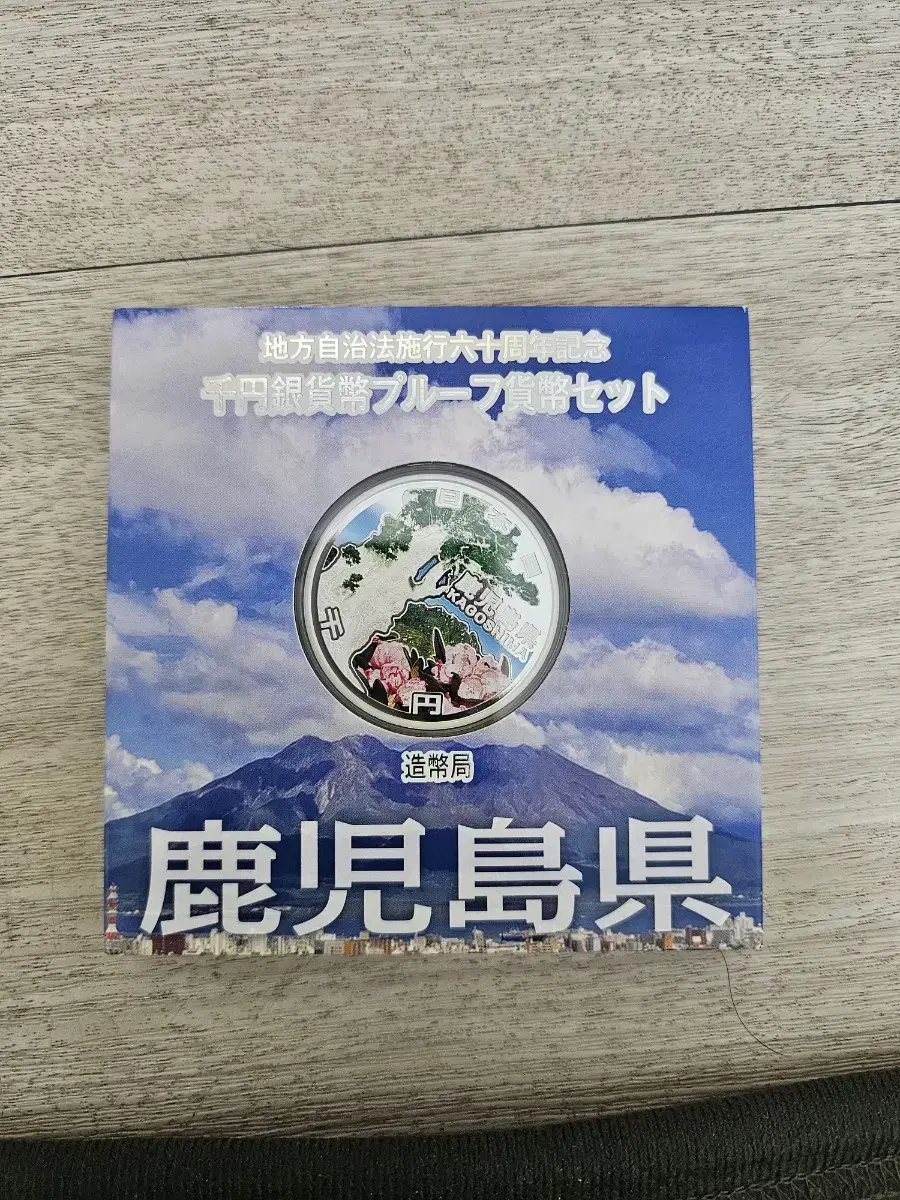 地方自治法施行六十周年記念
千円銀貨幣プルーフ貨幣セット
日本国
鹿児島県
KAGOSHIMA
千
円
造幣局
鹿児島県